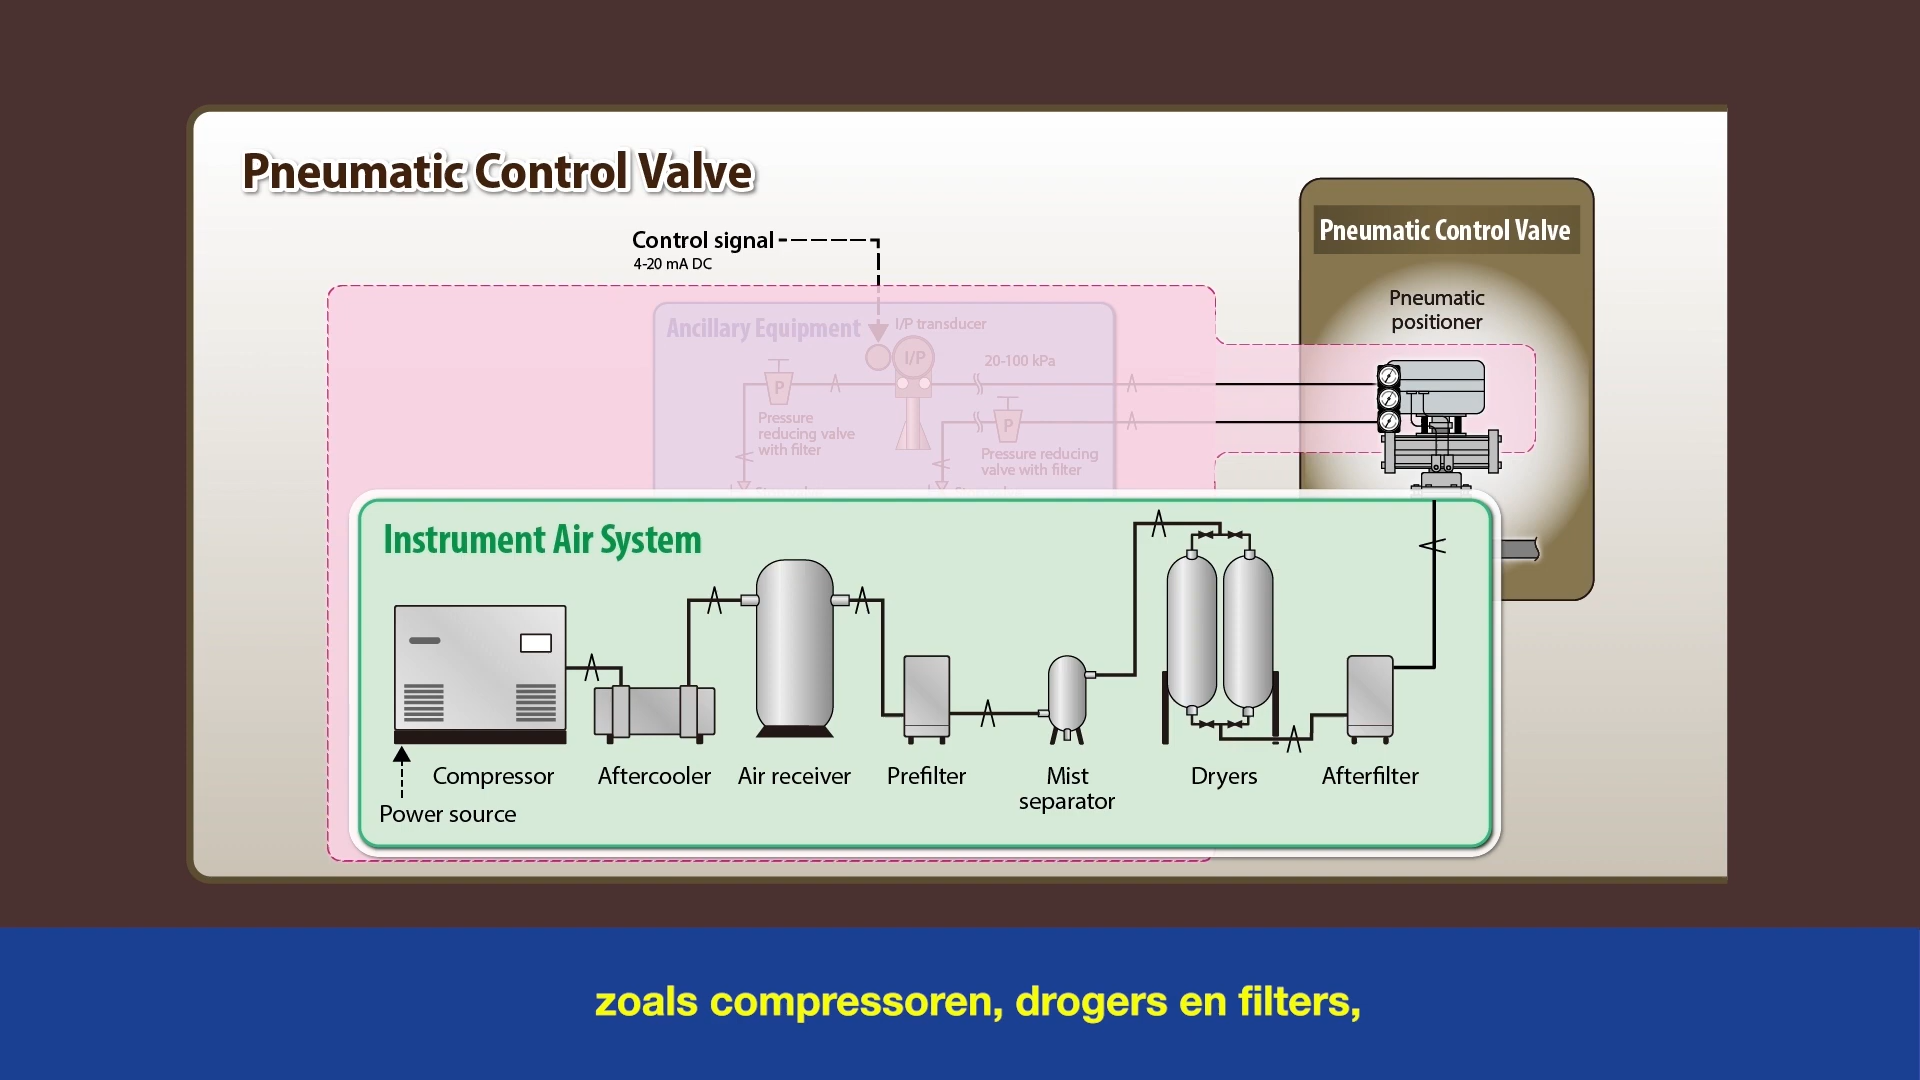 Pneumatic Control Valve
Control signal
4-20 mA DC
Pneumatic Control Valve
Pneumatic
positioner
Ancillary Equipment
I/P transducer
I/P
20-100 kPa
P
Pressure
reducing valve
with filter
P
Pressure reducing
valve with filter
Instrument Air System
Compressor
Aftercooler
Air receiver
Prefilter
Mist
separator
Dryers
Afterfilter
Power source
zoals compressoren, drogers en filters,